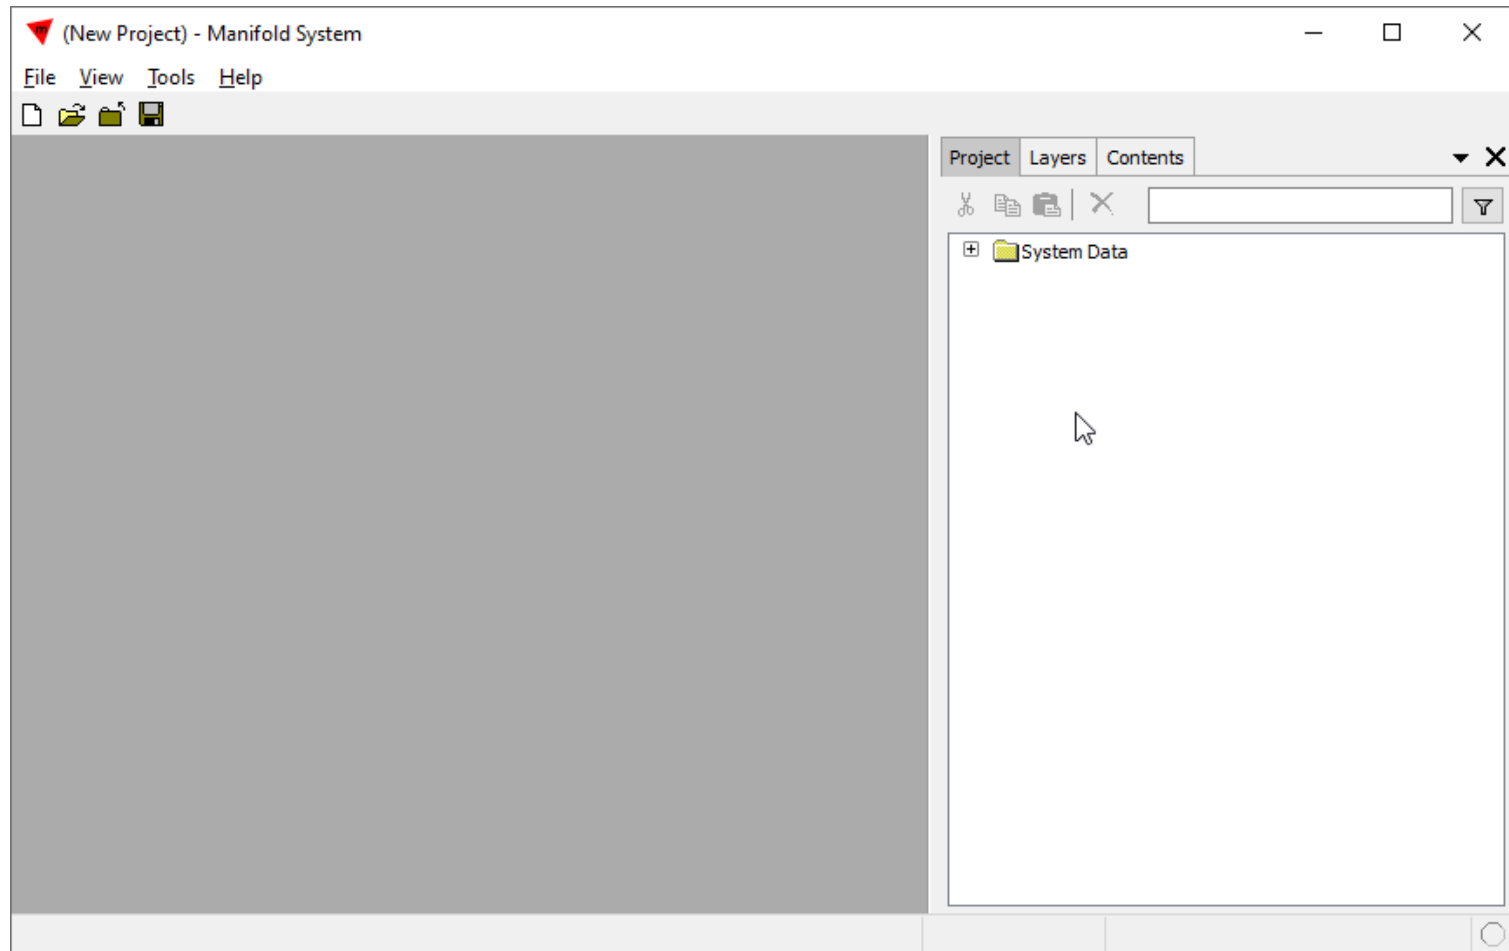 (New Project) - Manifold System
File View Tools Help
Project Layers Contents
System Data